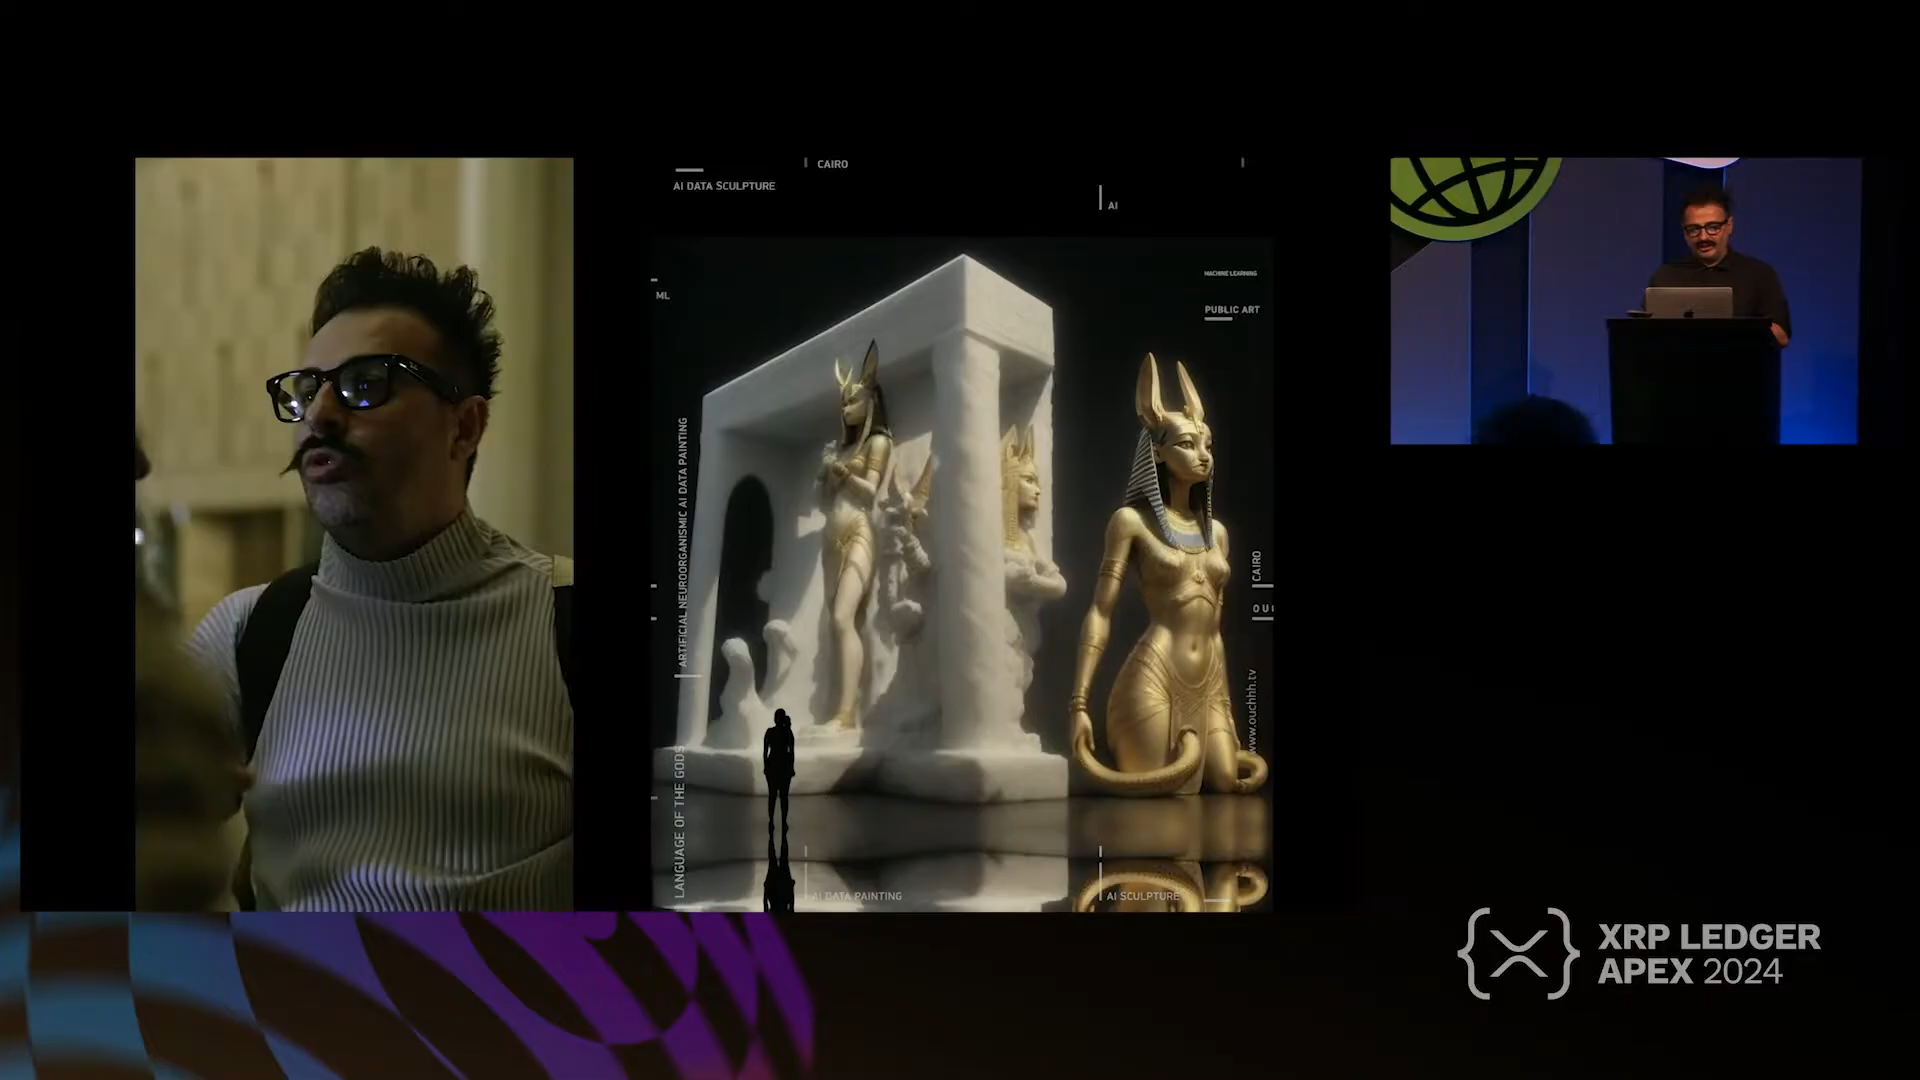 CAIRO
AI DATA SCULPTURE
AI
MACHINE LEARNING
ML
PUBLIC ART
ARTIFICIAL NEUROORGANISMIC AI DATA PAINTING
CAIRO
OU
www.ouchhh.tv
LANGUAGE OF THE GODS
AI DATA PAINTING
AI SCULPTURE
XRP LEDGER
APEX 2024